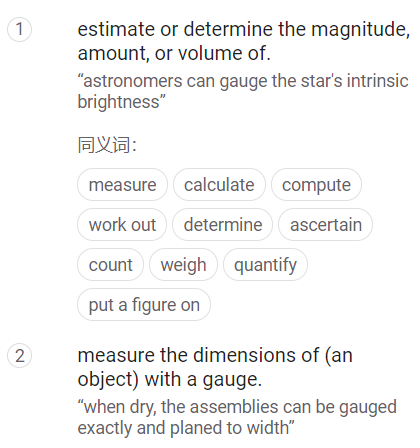 1
estimate or determine the magnitude,
amount, or volume of.
“astronomers can gauge the star's intrinsic
brightness”
同义词：
measure calculate compute
work out determine ascertain
count weigh quantify
put a figure on
2
measure the dimensions of (an
object) with a gauge.
“when dry, the assemblies can be gauged
exactly and planed to width”